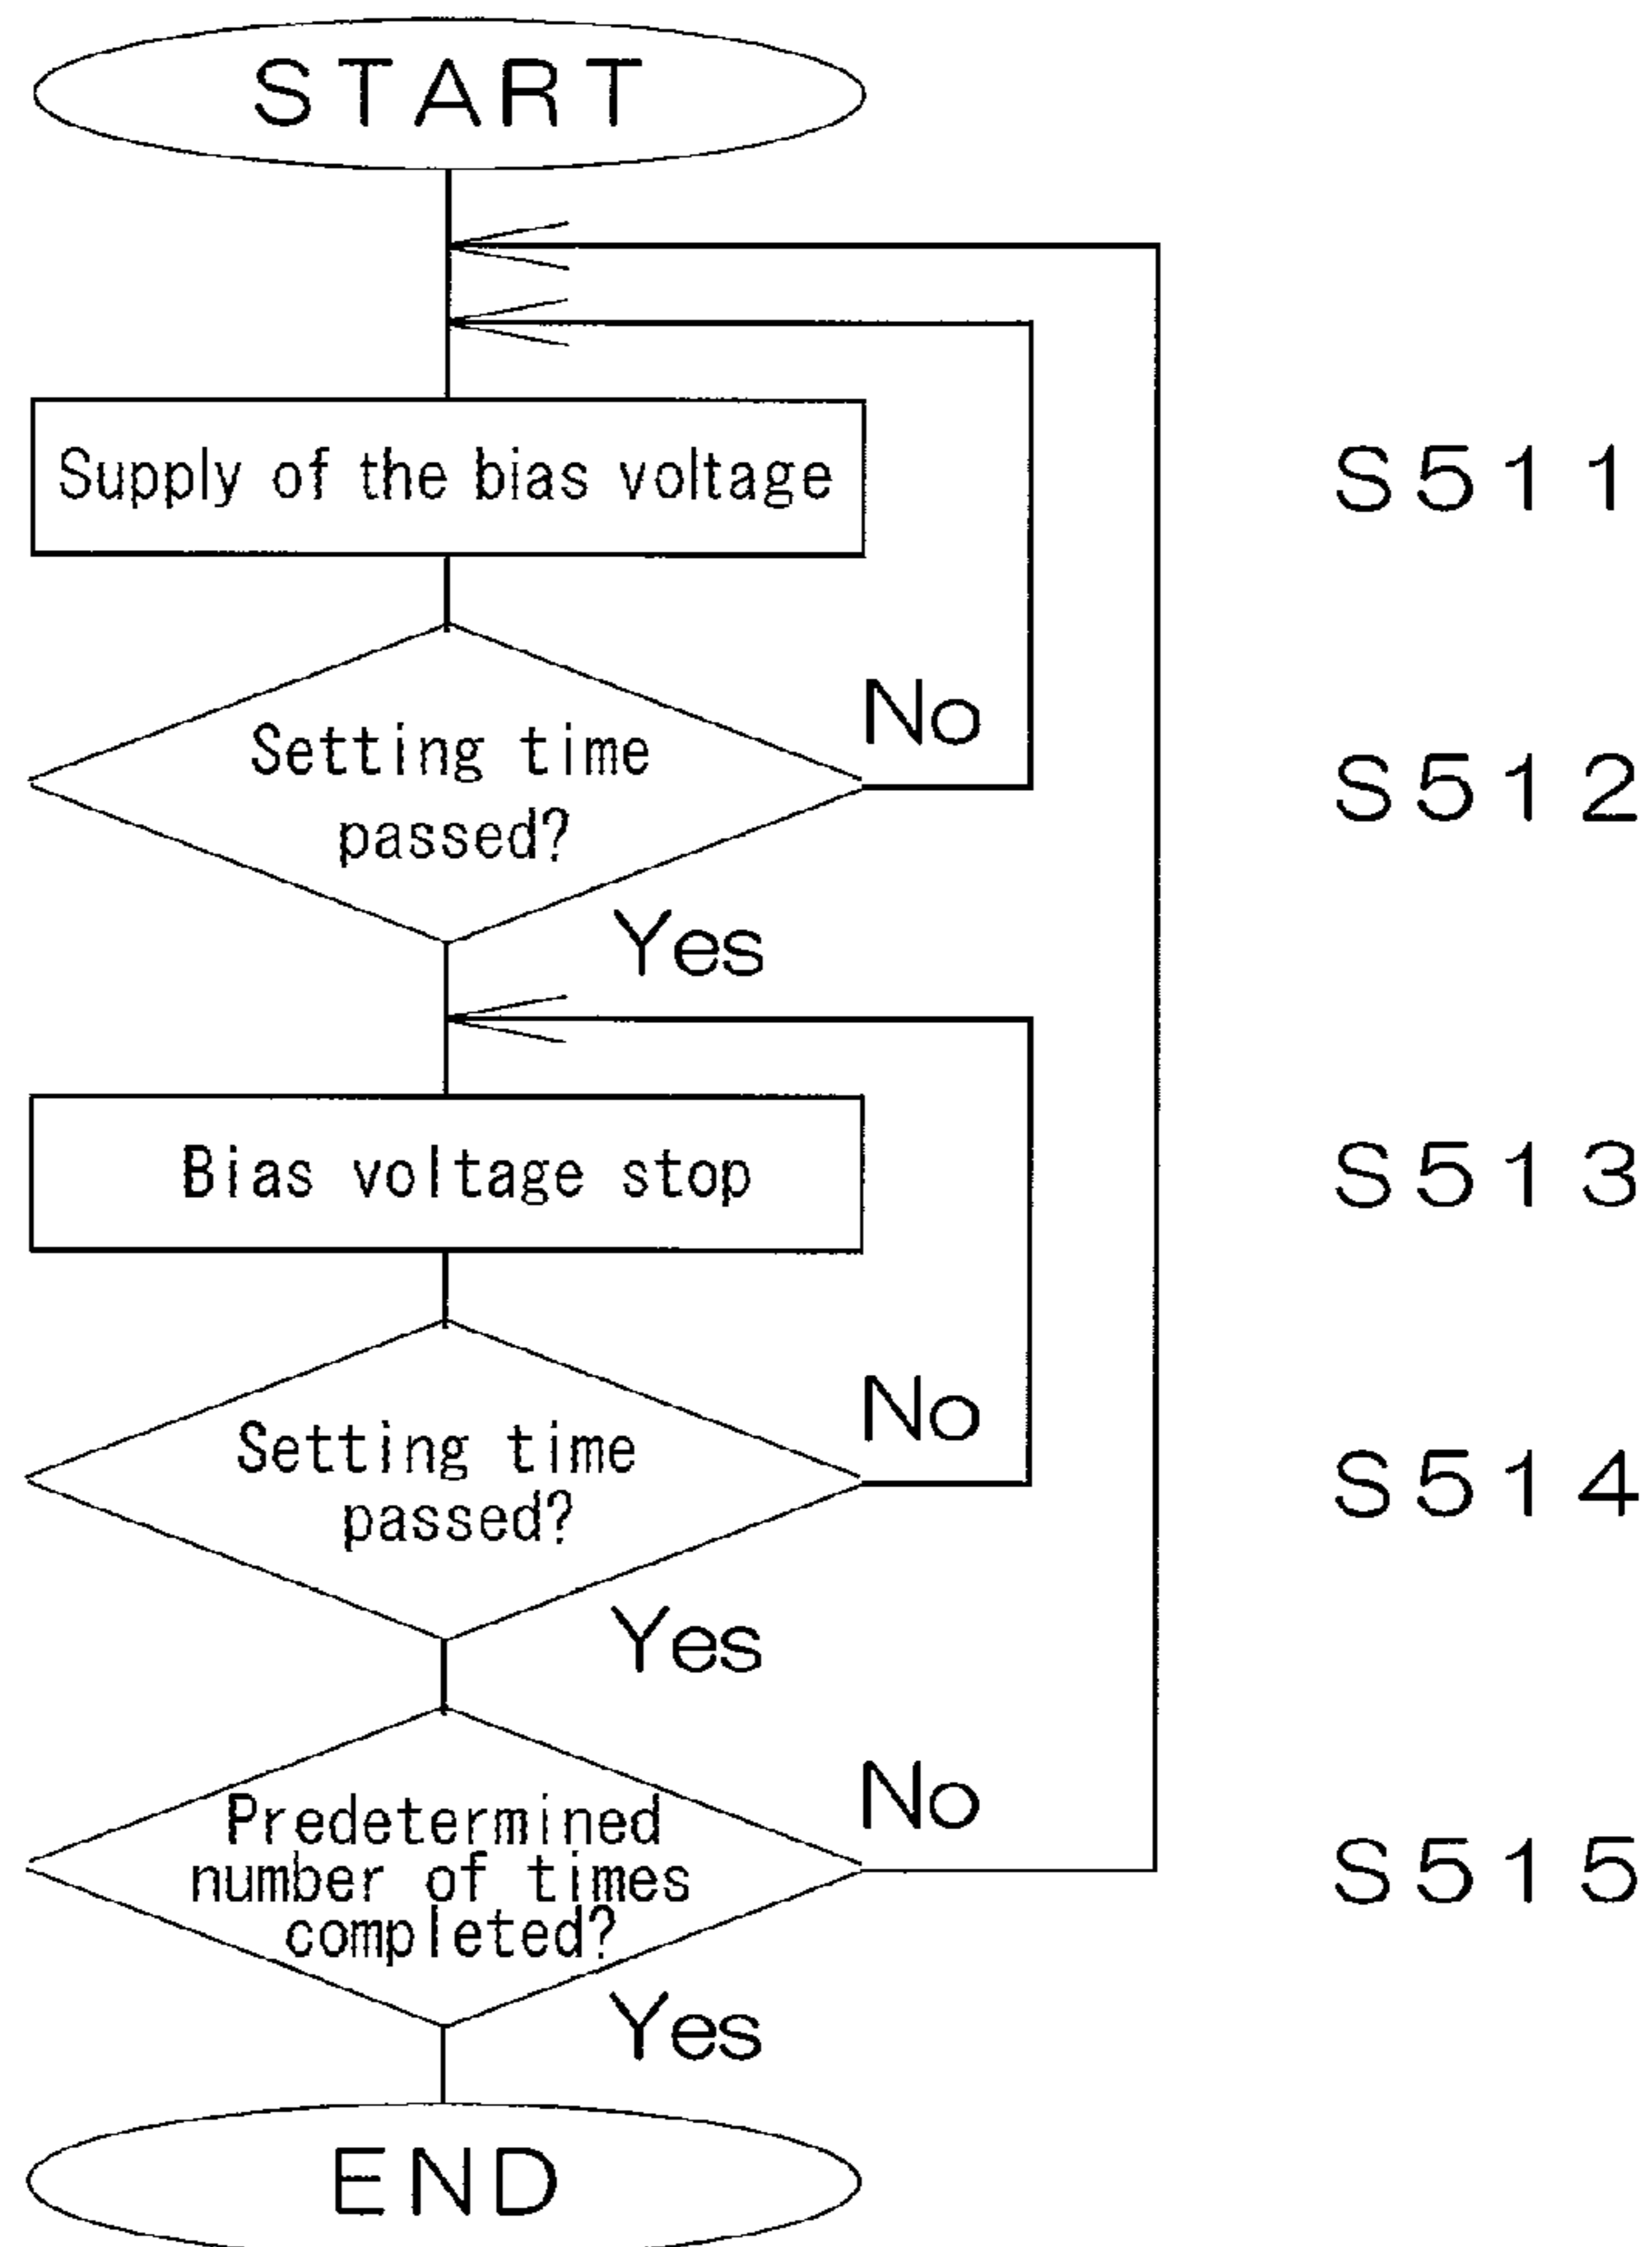 START
Supply of the bias voltage
S511
No
Setting time
passed?
S512
Yes
Bias voltage stop
S513
No
Setting time
passed?
S514
Yes
No
Predetermined
number of times
completed?
S515
Yes
END